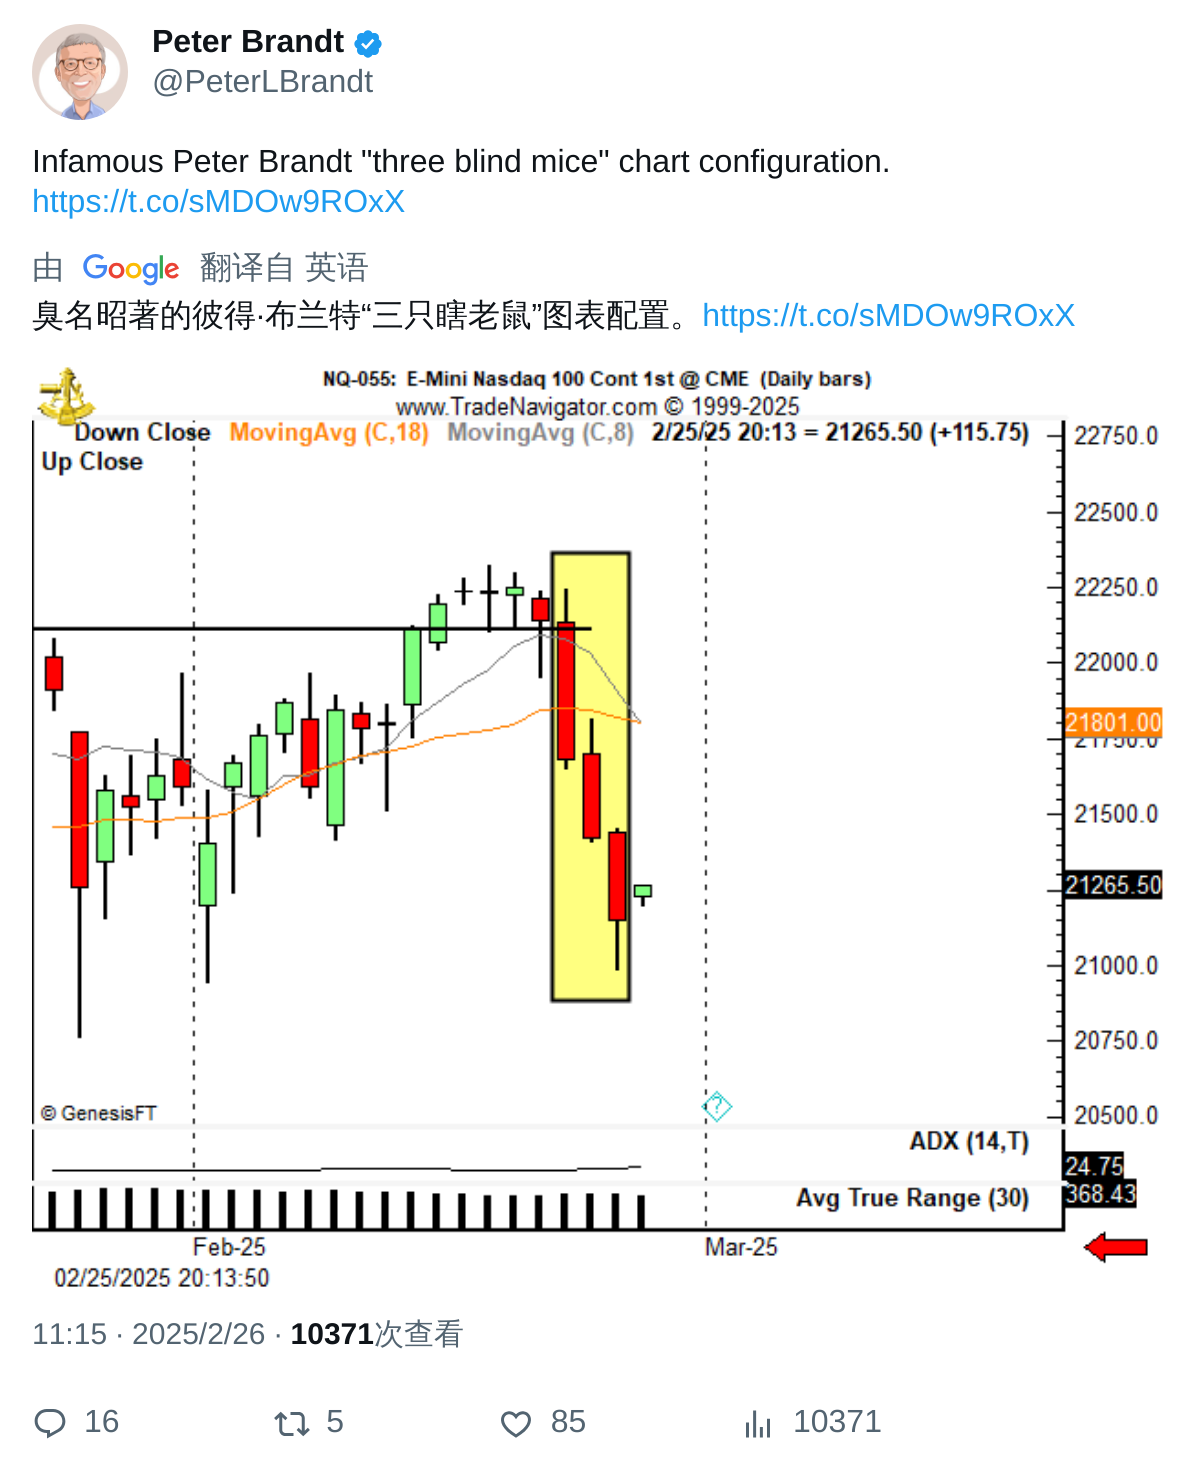 Peter Brandt
@PeterLBrandt
Infamous Peter Brandt "three blind mice" chart configuration.
https://t.co/sMDOw9ROxX
由 Google 翻译自 英语
臭名昭著的彼得·布兰特“三只瞎老鼠”图表配置。https://t.co/sMDOw9ROxX
NQ-055: E-Mini Nasdaq 100 Cont 1st @ CME (Daily bars)
www.TradeNavigator.com © 1999-2025
Down Close MovingAvg (C,18) MovingAvg (C,8) 2/25/25 20:13 = 21265.50 (+115.75)
Up Close
22750.0
22500.0
22250.0
22000.0
21801.00
21750.0
21500.0
21265.50
21000.0
20750.0
20500.0
© GenesisFT
?
ADX (14,T)
24.75
Avg True Range (30)
368.43
Feb-25
Mar-25
02/25/2025 20:13:50
11:15 · 2025/2/26 · 10371次查看
16
5
85
10371